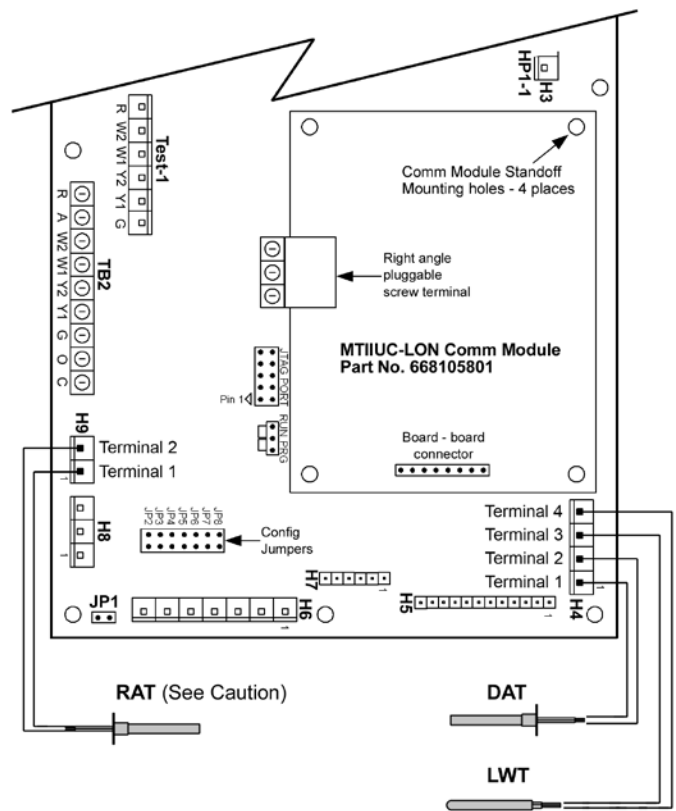 HP1-1
H3
R W2 W1 Y2 Y1 G
Test-1
Comm Module Standoff
Mounting holes - 4 places
R A W2 W1 Y2 Y1 G O C
TB2
Right angle
pluggable
screw terminal
MTIIUC-LON Comm Module
Part No. 668105801
JTAG PORT
Pin 1
RUN PRG
Board - board
connector
H9
Terminal 2
Terminal 1
1
H8
1
JP2 JP3 JP4 JP5 JP6 JP7 JP8
Config
Jumpers
Terminal 4
Terminal 3
Terminal 2
Terminal 1
1
H4
H7
1
H5
1
JP1
H6
1
RAT (See Caution)
DAT
LWT